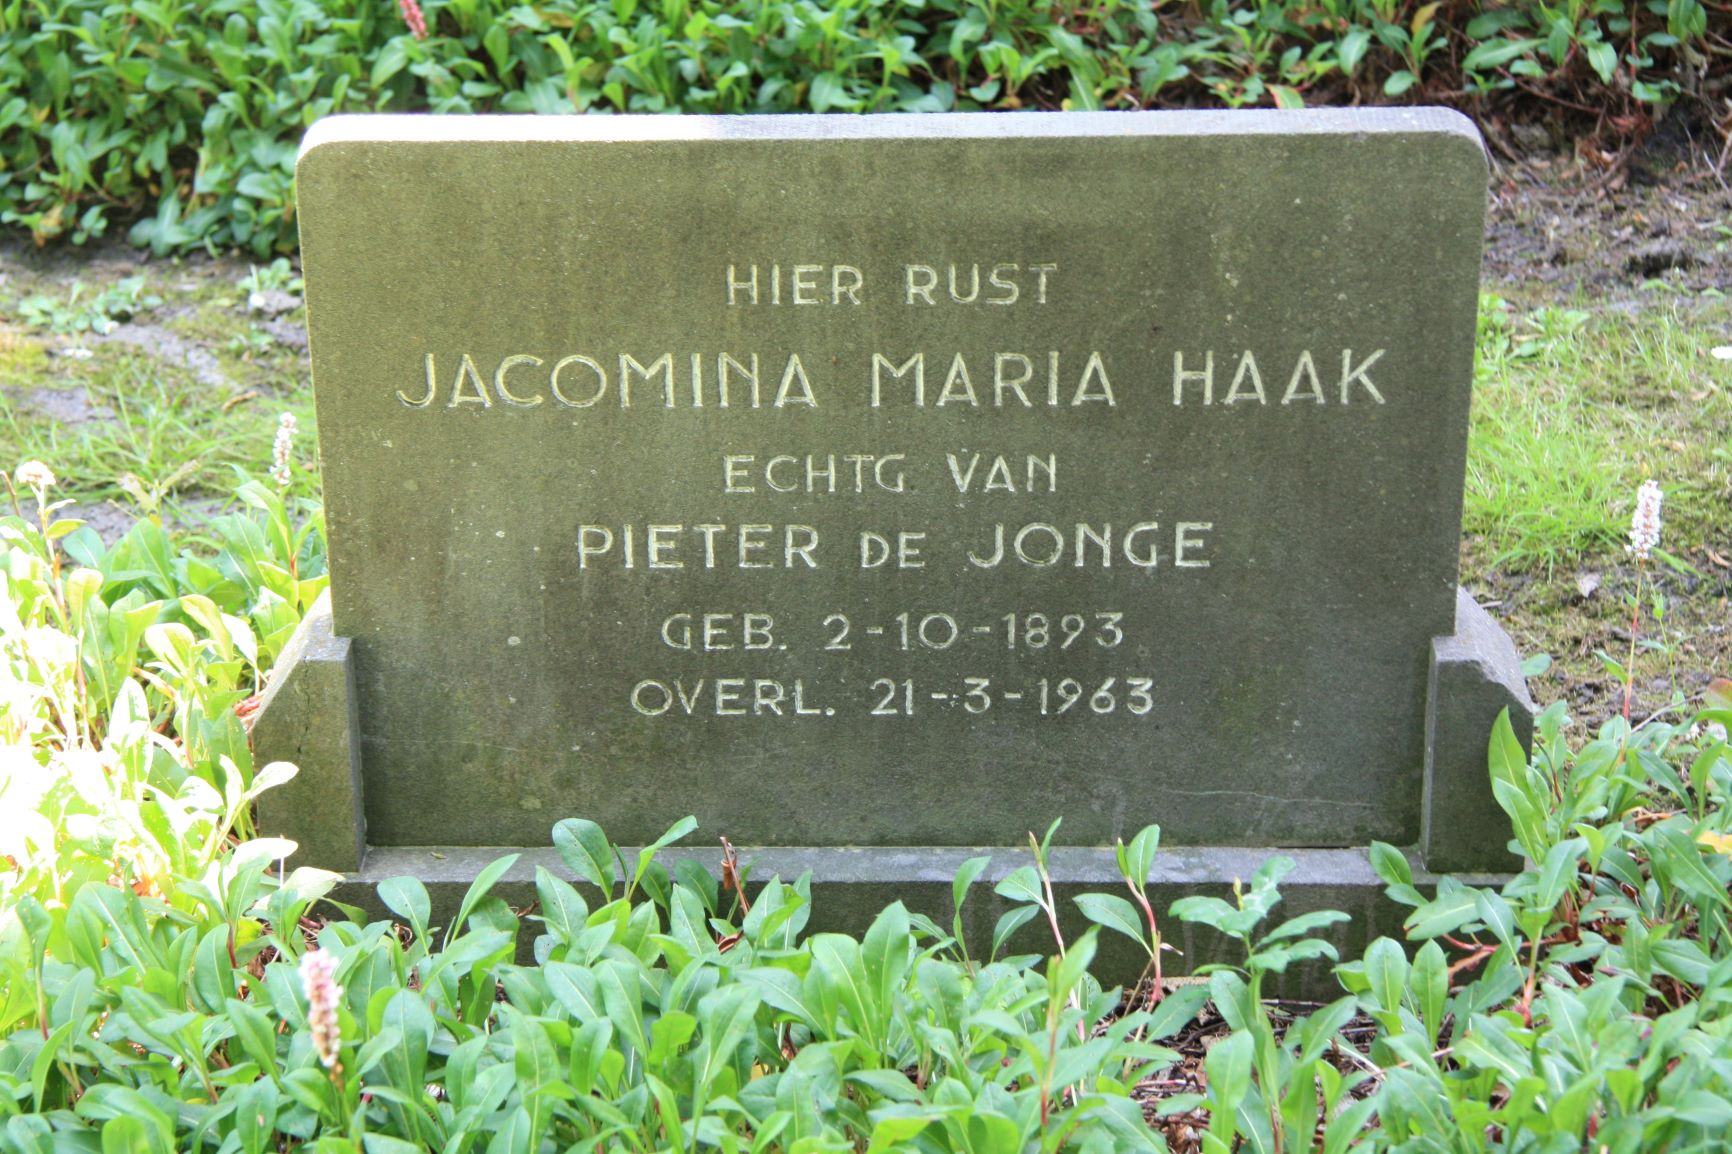 HIER RUST
JACOMINA MARIA HAAK
ECHTG. VAN
PIETER DE JONGE
GEB. 2-10-1893
OVERL. 21-3-1963